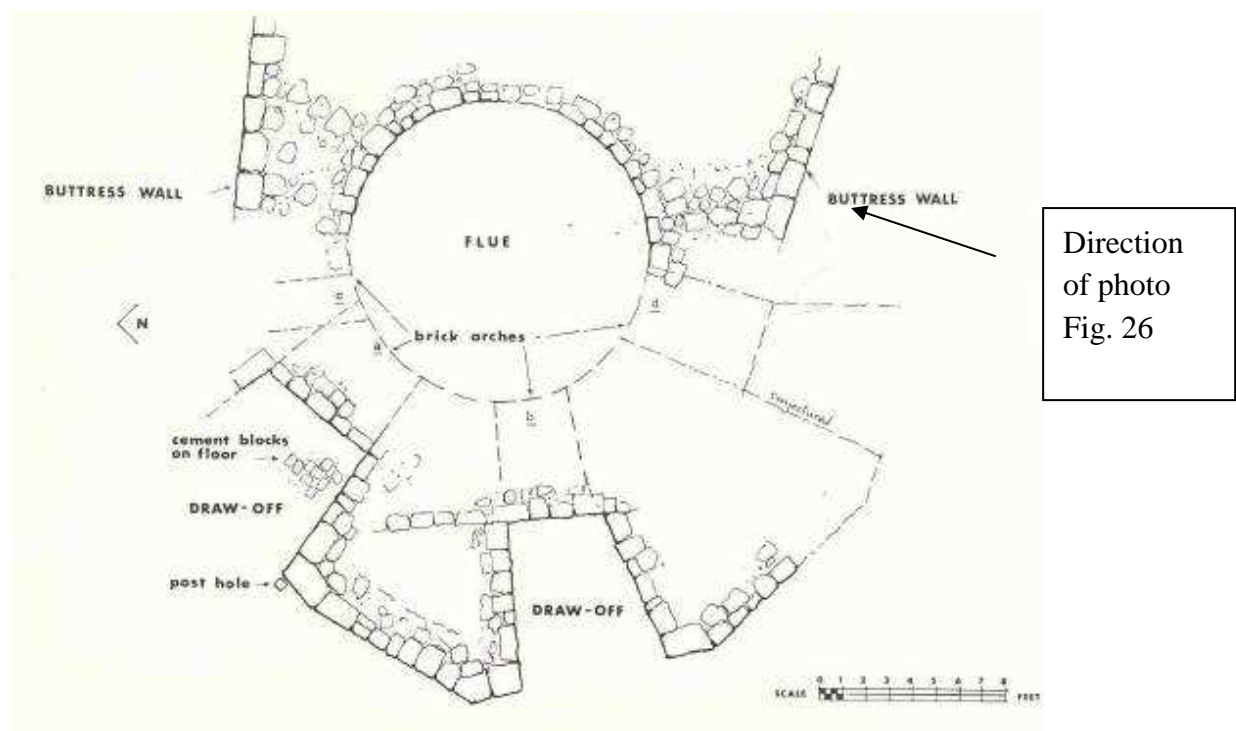 BUTTRESS WALL
BUTTRESS WALL
FLUE
Direction
of photo
Fig. 26
N
c
d
a
brick arches
b
conjectured
cement blocks
on floor
DRAW-OFF
post hole
DRAW-OFF
SCALE 0 1 2 3 4 5 6 7 8 FEET